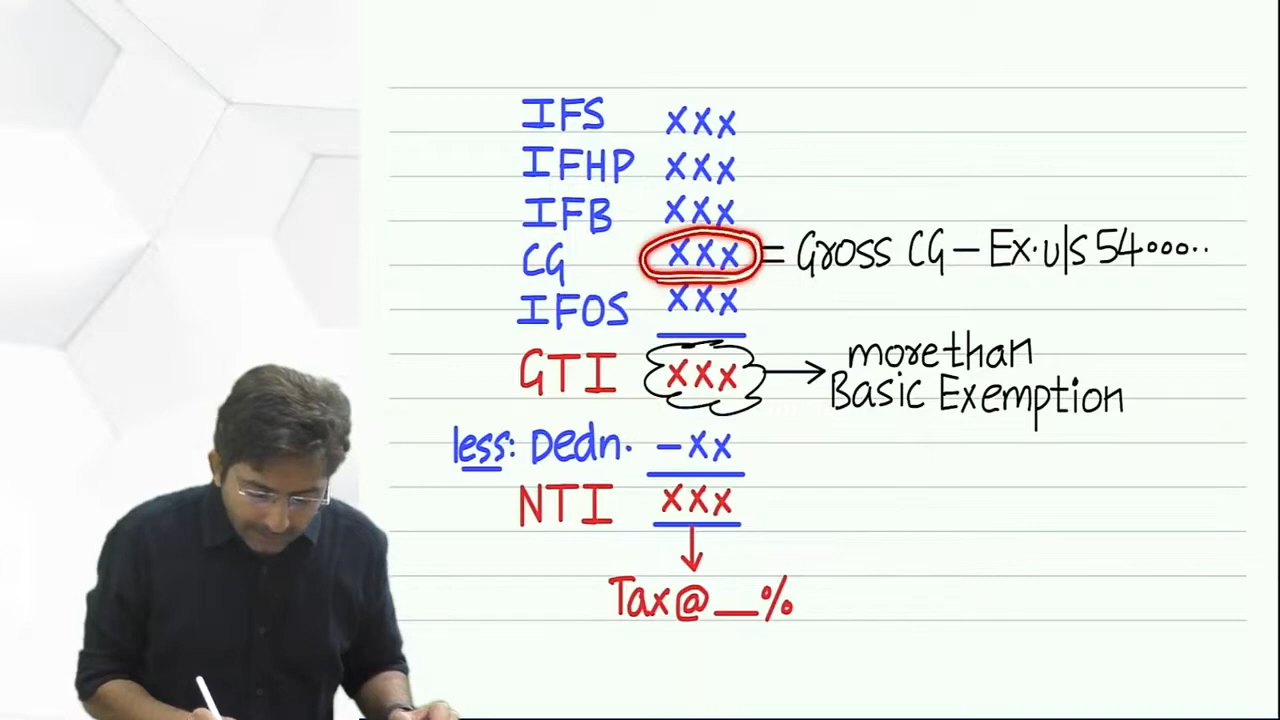 IFS xxx
IFHP xxx
IFB xxx
CG xxx = Gross CG - Ex. u/s 54.....
IFOS xxx
GTI xxx → more than
Basic Exemption
less: Dedn. -xx
NTI xxx
↓
Tax@__%